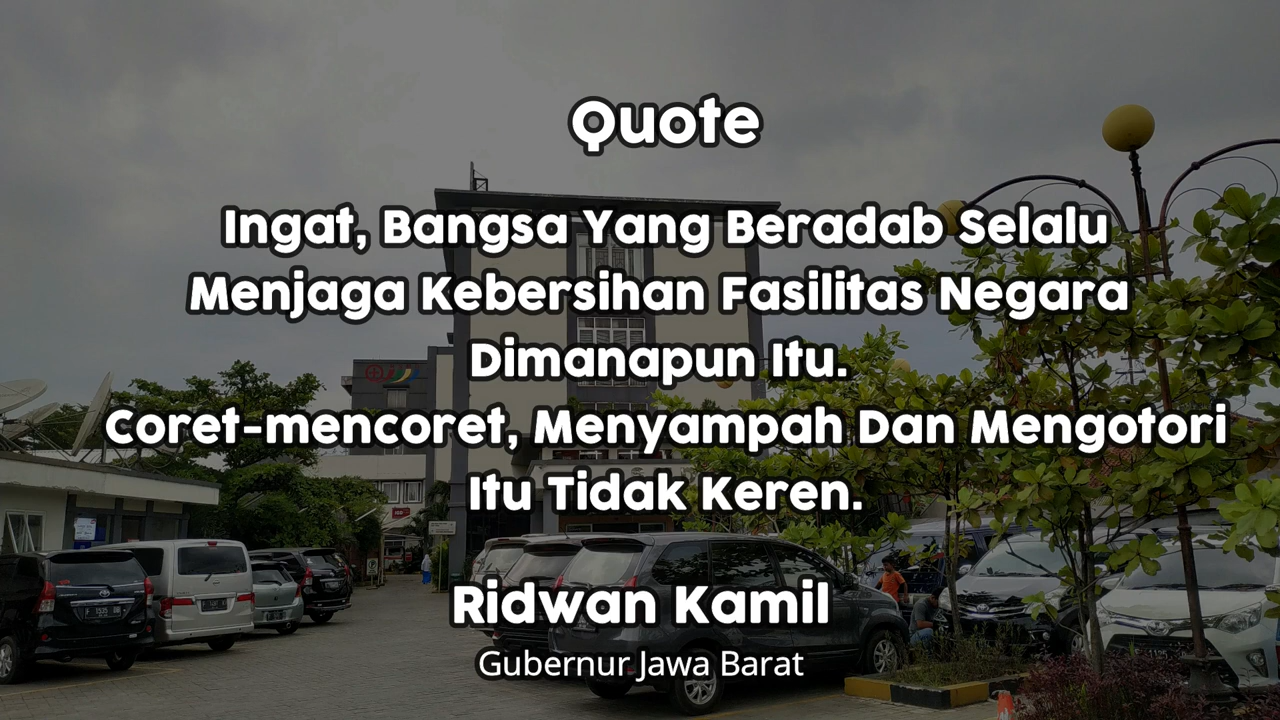 Quote
Ingat, Bangsa Yang Beradab Selalu
Menjaga Kebersihan Fasilitas Negara
Dimanapun Itu.
Coret-mencoret, Menyampah Dan Mengotori
Itu Tidak Keren.
Ridwan Kamil
Gubernur Jawa Barat